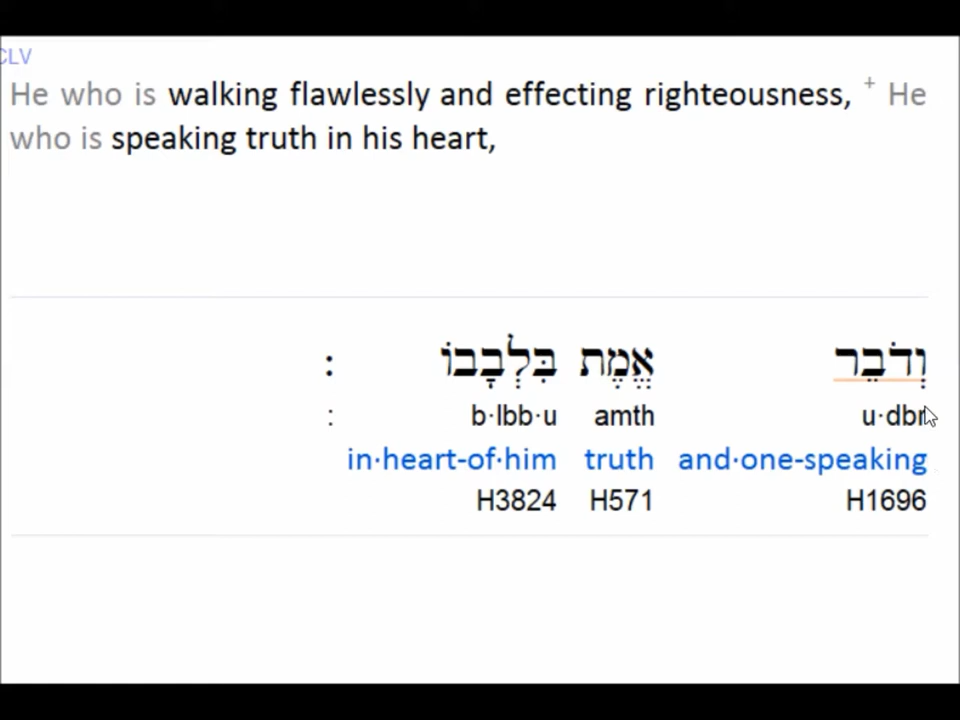 CLV
He who is walking flawlessly and effecting righteousness, + He
who is speaking truth in his heart,
וְדֹבֵר אֱמֶת בִּלְבָבוֹ :
: b·lbb·u amth u·dbr
: in·heart-of·him truth and·one-speaking
H3824 H571 H1696